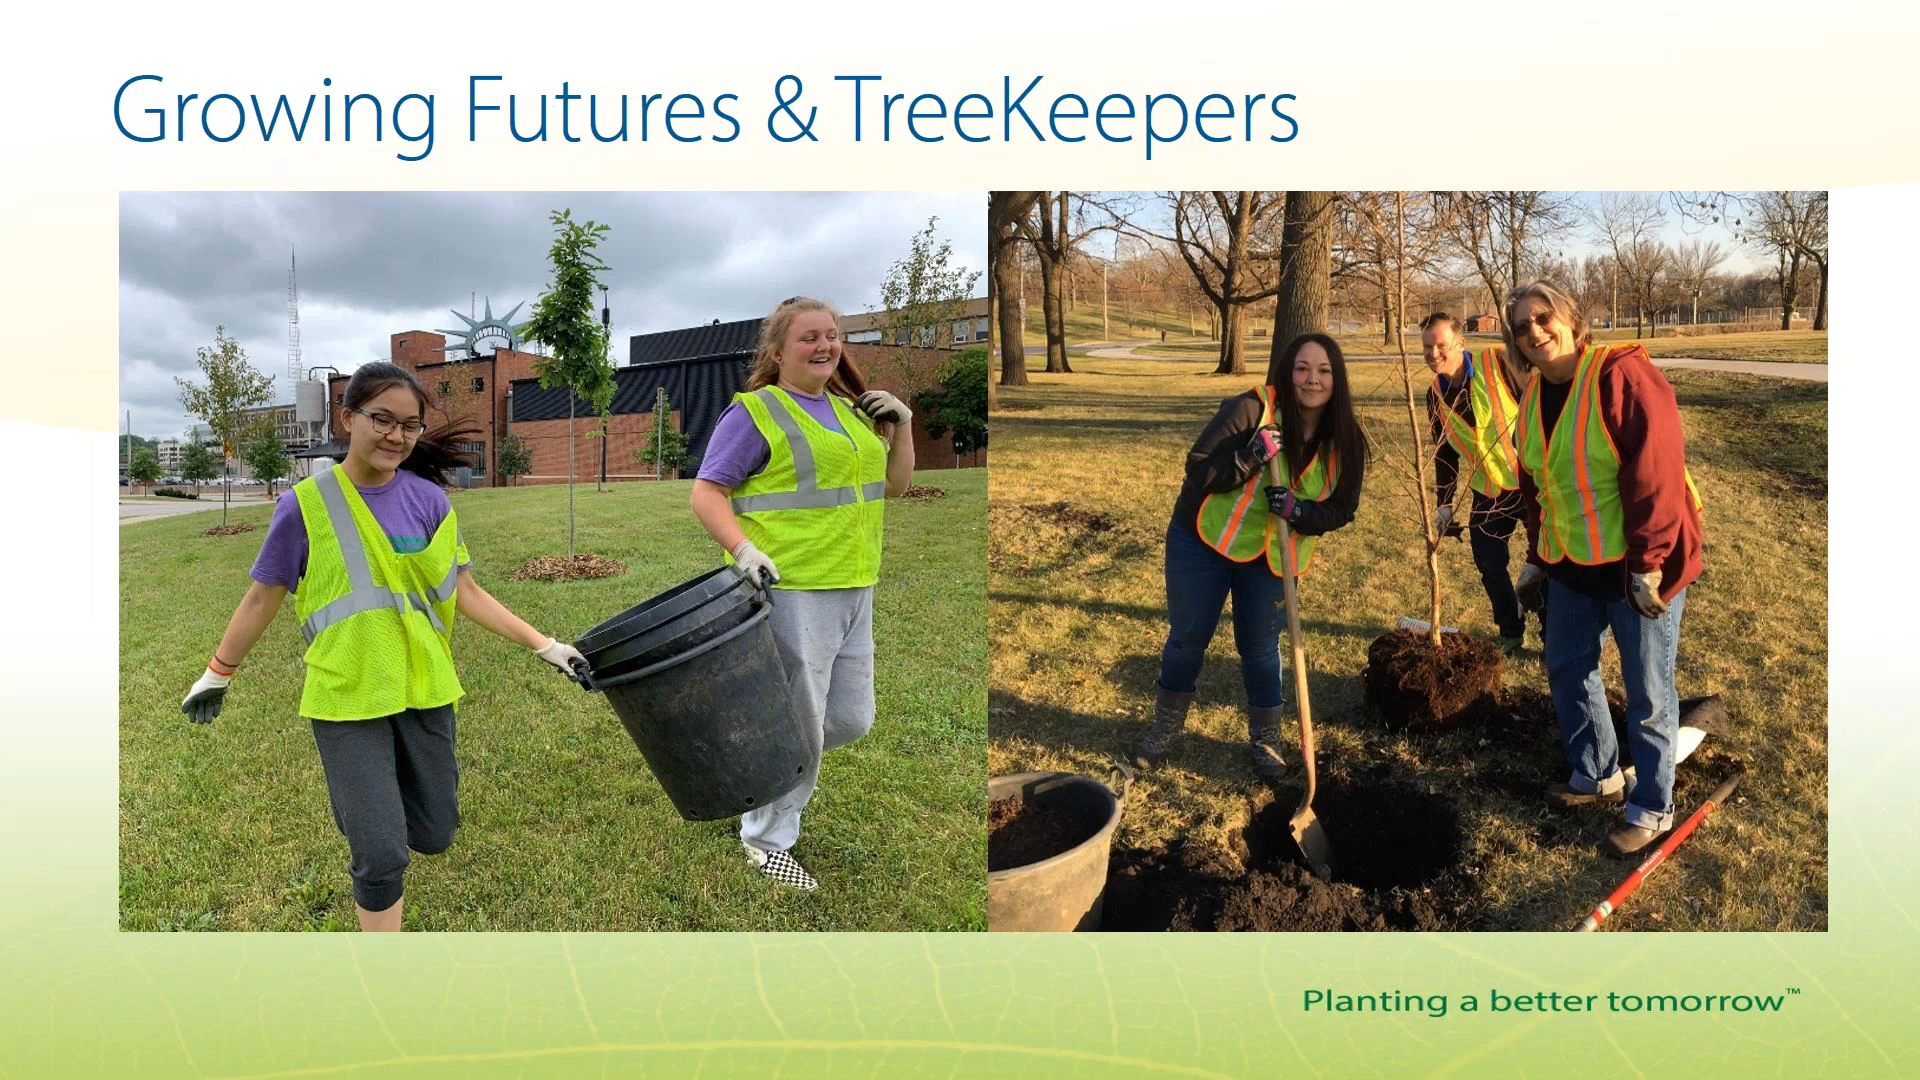 Growing Futures & TreeKeepers
Planting a better tomorrow™